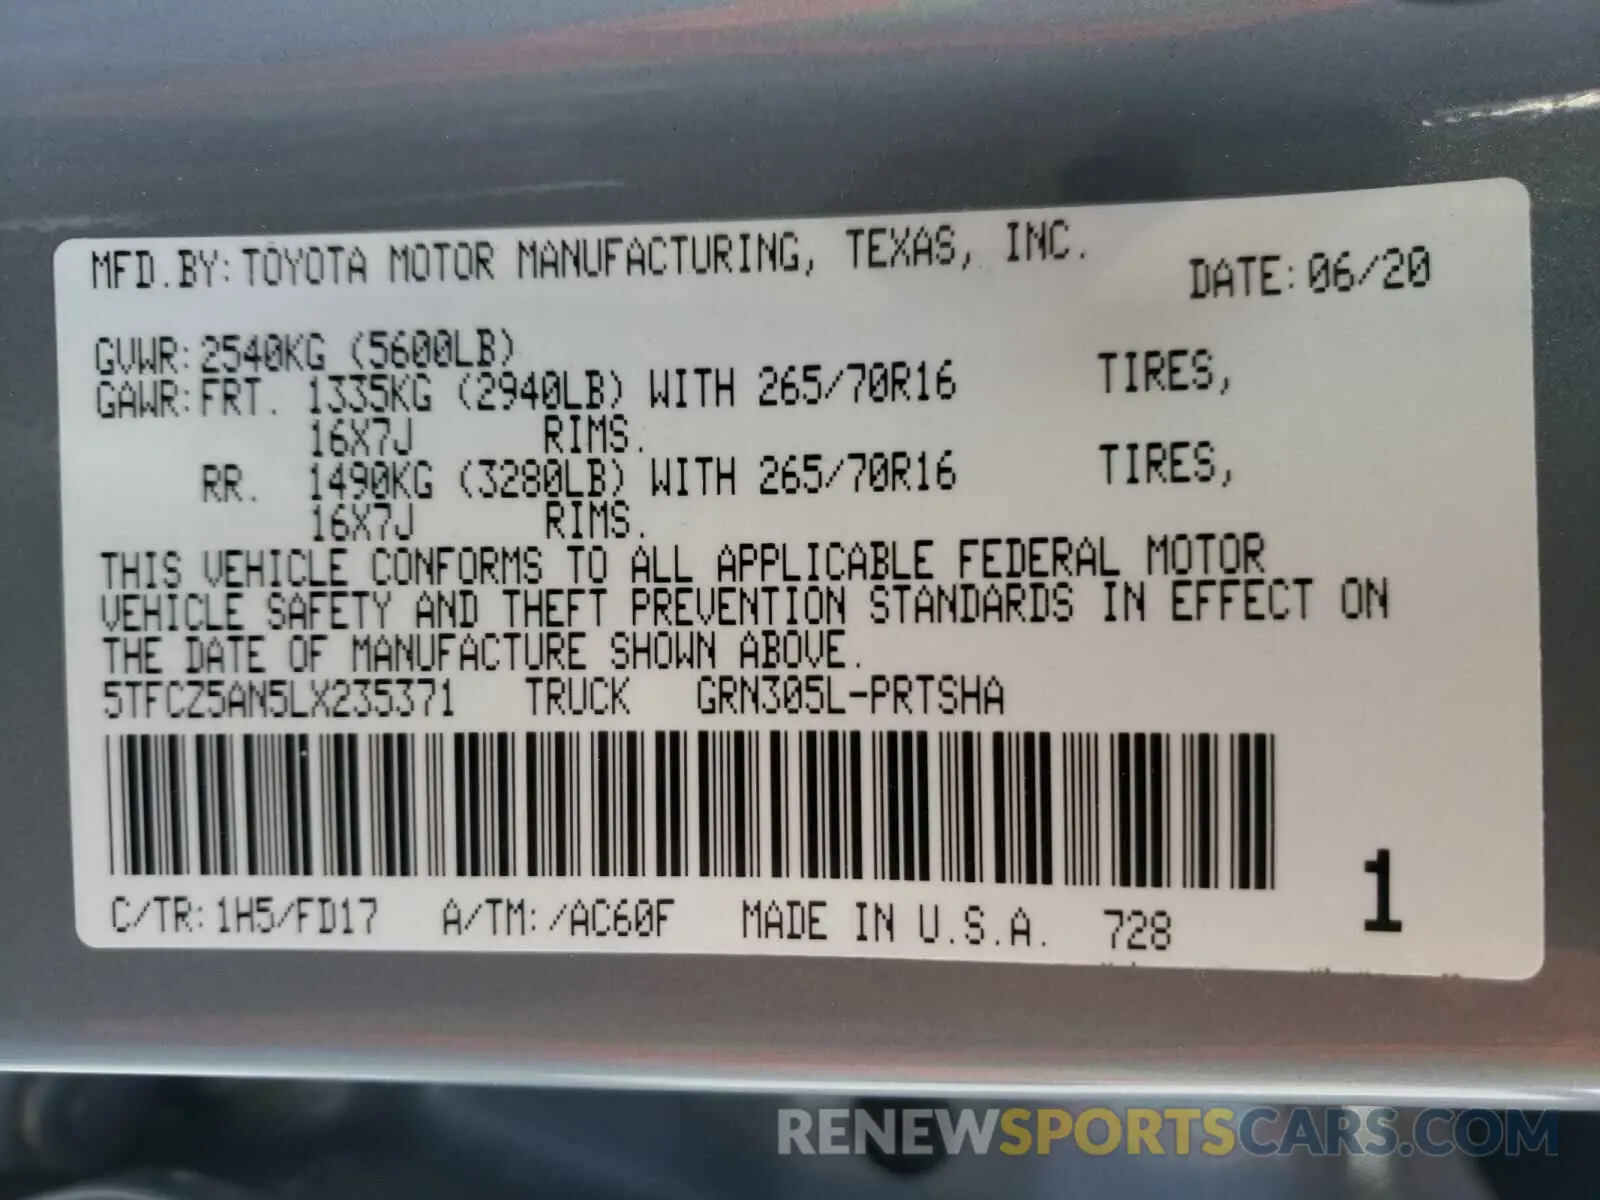 MFD.BY:TOYOTA MOTOR MANUFACTURING, TEXAS, INC. DATE:06/20
GVWR:2540KG (5600LB)
GAWR:FRT. 1335KG (2940LB) WITH 265/70R16 TIRES,
16X7J RIMS.
RR. 1490KG (3280LB) WITH 265/70R16 TIRES,
16X7J RIMS.
THIS VEHICLE CONFORMS TO ALL APPLICABLE FEDERAL MOTOR
VEHICLE SAFETY AND THEFT PREVENTION STANDARDS IN EFFECT ON
THE DATE OF MANUFACTURE SHOWN ABOVE.
5TFCZ5AN5LX235371 TRUCK GRN305L-PRTSHA
1
C/TR:1H5/FD17 A/TM:/AC60F MADE IN U.S.A. 728
RENEWSPORTSCARS.COM